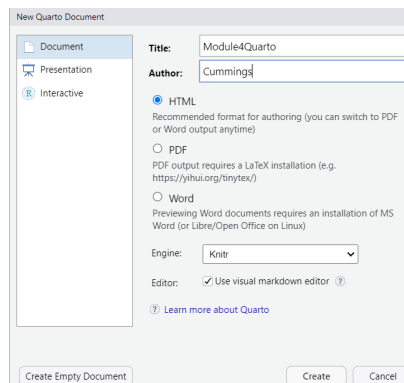 New Quarto Document
Document
Presentation
R Interactive
Title: Module4Quarto
Author: Cummings
HTML
Recommended format for authoring (you can switch to PDF
or Word output anytime)
PDF
PDF output requires a LaTeX installation (e.g.
https://yihui.org/tinytex/)
Word
Previewing Word documents requires an installation of MS
Word (or Libre/Open Office on Linux)
Engine: Knitr
Editor: Use visual markdown editor ?
? Learn more about Quarto
Create Empty Document Create Cancel